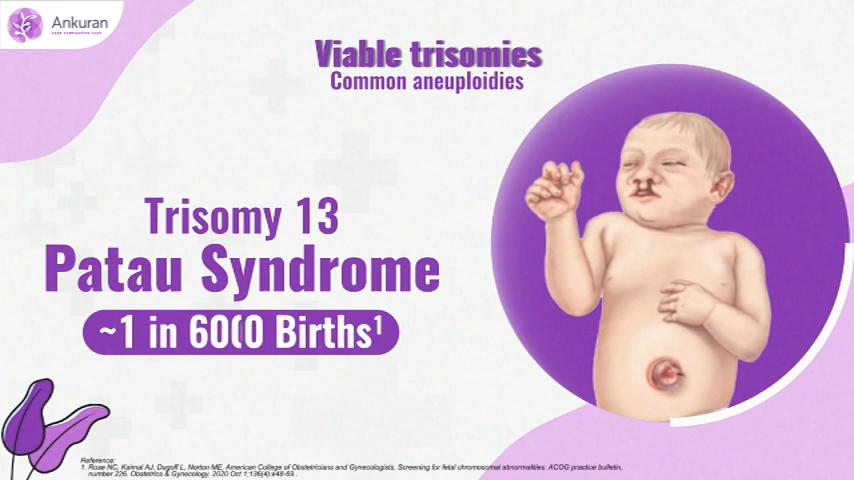 Ankuran
Viable trisomies
Common aneuploidies
Trisomy 13
Patau Syndrome
~1 in 6000 Births¹
Reference:
1. Rose NC, Kaimal AJ, Dugoff L, Norton ME, American College of Obstetricians and Gynecologists. Screening for fetal chromosomal abnormalities: ACOG practice bulletin,
number 226. Obstetrics & Gynecology. 2020 Oct 1;136(4):e48-69..